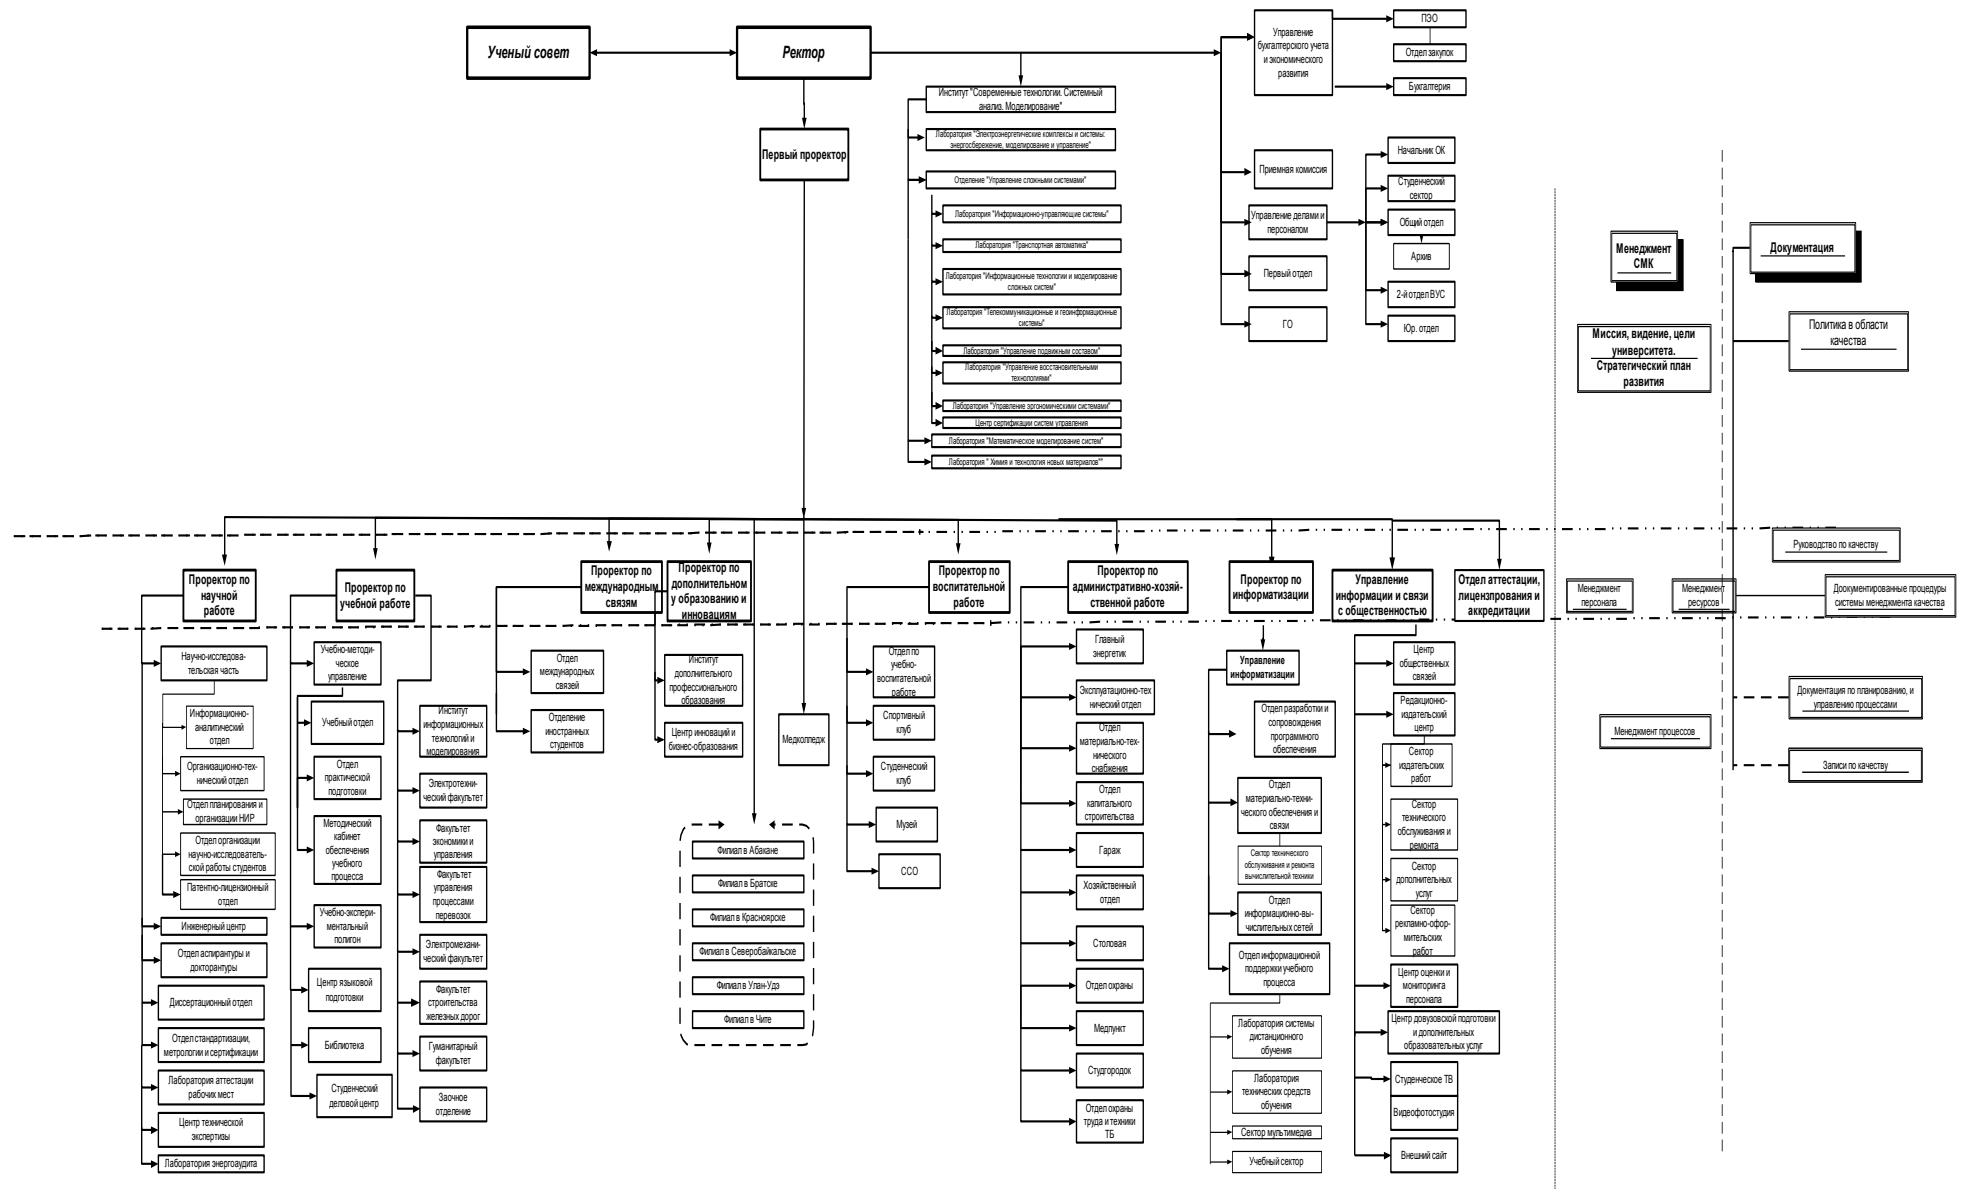 Ученый совет
Ректор
Первый проректор
Институт "Современные технологии. Системный
анализ. Моделирование"
Лаборатория "Электроэнергетические комплексы и системы:
энергосбережение, моделирование и управление"
Отделение "Управление сложными системами"
Лаборатория "Информационно-управляющие системы"
Лаборатория "Транспортная автоматика"
Лаборатория "Информационные технологии и моделирование
сложных систем"
Лаборатория "Телекоммуникационные и геоинформационные
системы"
Лаборатория "Управление подвижным составом"
Лаборатория "Управление восстановительными
технологиями"
Лаборатория "Управление эргономическими системами"
Центр сертификации систем управления
Лаборатория "Математическое моделирование систем"
Лаборатория " Химия и технология новых материалов""
Управление
бухгалтерского учета
и экономического
развития
ПЭО
Отдел закупок
Бухгалтерия
Приемная комиссия
Управление делами и
персоналом
Первый отдел
ГО
Начальник ОК
Студенческий
сектор
Общий отдел
Архив
2-й отдел ВУС
Юр. отдел
Менеджмент
СМК
Миссия, видение, цели
университета.
Стратегический план
развития
Документация
Политика в области
качества
Руководство по качеству
Менеджмент
персонала
Менеджмент
ресурсов
Доокументированные процедуры
системы менеджмента качества
Документация по планированию, и
управлению процессами
Менеджмент процессов
Записи по качеству
Проректор по
научной
работе
Научно-исследова-
тельская часть
Информационно-
аналитический
отдел
Организационно-тех-
нический отдел
Отдел планирования и
организации НИР
Отдел организации
научно-исследователь-
ской работы студентов
Патентно-лицензионный
отдел
Инженерный центр
Отдел аспирантуры и
докторантуры
Диссертационный отдел
Отдел стандартизации,
метрологии и сертификации
Лаборатория аттестации
рабочих мест
Центр технической
экспертизы
Лаборатория энергоаудита
Проректор по
учебной работе
Учебно-методи-
ческое
управление
Учебный отдел
Отдел
практической
подготовки
Методический
кабинет
обеспечения
учебного
процесса
Учебно-экспери-
ментальный
полигон
Центр языковой
подготовки
Библиотека
Студенческий
деловой центр
Институт
информационных
технологий и
моделирования
Электротехни-
ческий факультет
Факультет
экономики и
управления
Факультет
управления
процессами
перевозок
Электромехани-
ческий факультет
Факультет
строительства
железных дорог
Гуманитарный
факультет
Заочное
отделение
Проректор по
международным
связям
Отдел
международных
связей
Отделение
иностранных
студентов
Проректор по
дополнительном
у образованию и
инновациям
Институт
дополнительного
профессионального
образования
Центр инноваций и
бизнес-образования
Медколледж
Филиал в Абакане
Филиал в Братске
Филиал в Красноярске
Филиал в Северобайкальске
Филиал в Улан-Удэ
Филиал в Чите
Проректор по
воспитательной
работе
Отдел по
учебно-
воспитательной
работе
Спортивный
клуб
Студенческий
клуб
Музей
ССО
Проректор по
административно-хозяй-
ственной работе
Главный
энергетик
Эксплуатационно-тех
нический отдел
Отдел
материально-тех-
нического
снабжения
Отдел
капитального
строительства
Гараж
Хозяйственный
отдел
Столовая
Отдел охраны
Медпункт
Студгородок
Отдел охраны
труда и техники
ТБ
Проректор по
информатизации
Управление
информатизации
Отдел разработки и
сопровождения
программного
обеспечения
Отдел
материально-техни-
ческого обеспечения и
связи
Сектор технического
обслуживания и ремонта
вычислительной техники
Отдел
информационно-вы-
числительных сетей
Отдел информационной
поддержки учебного
процесса
Лаборатория системы
дистанционного
обучения
Лаборатория
технических средств
обучения
Сектор мультимедиа
Учебный сектор
Управление
информации и связи
с общественностью
Центр
общественных
связей
Редакционно-
издательский
центр
Сектор
издательских
работ
Сектор
технического
обслуживания и
ремонта
Сектор
дополнительных
услуг
Сектор
рекламно-офор-
мительских
работ
Центр оценки и
мониторинга
персонала
Центр довузовской подготовки
и дополнительных
образовательных услуг
Студенческое ТВ
Видеофотостудия
Внешний сайт
Отдел аттестации,
лицензпрования и
аккредитации